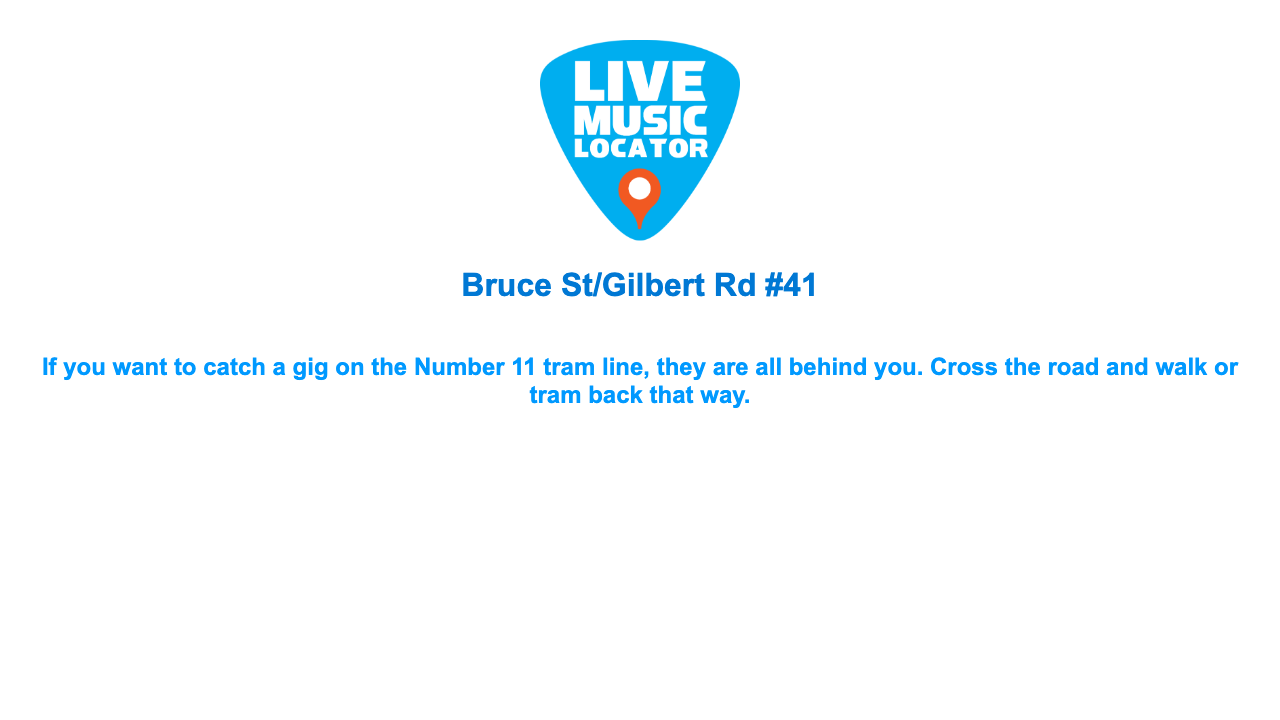 LIVE
MUSIC
LOCATOR
Bruce St/Gilbert Rd #41
If you want to catch a gig on the Number 11 tram line, they are all behind you. Cross the road and walk or
tram back that way.